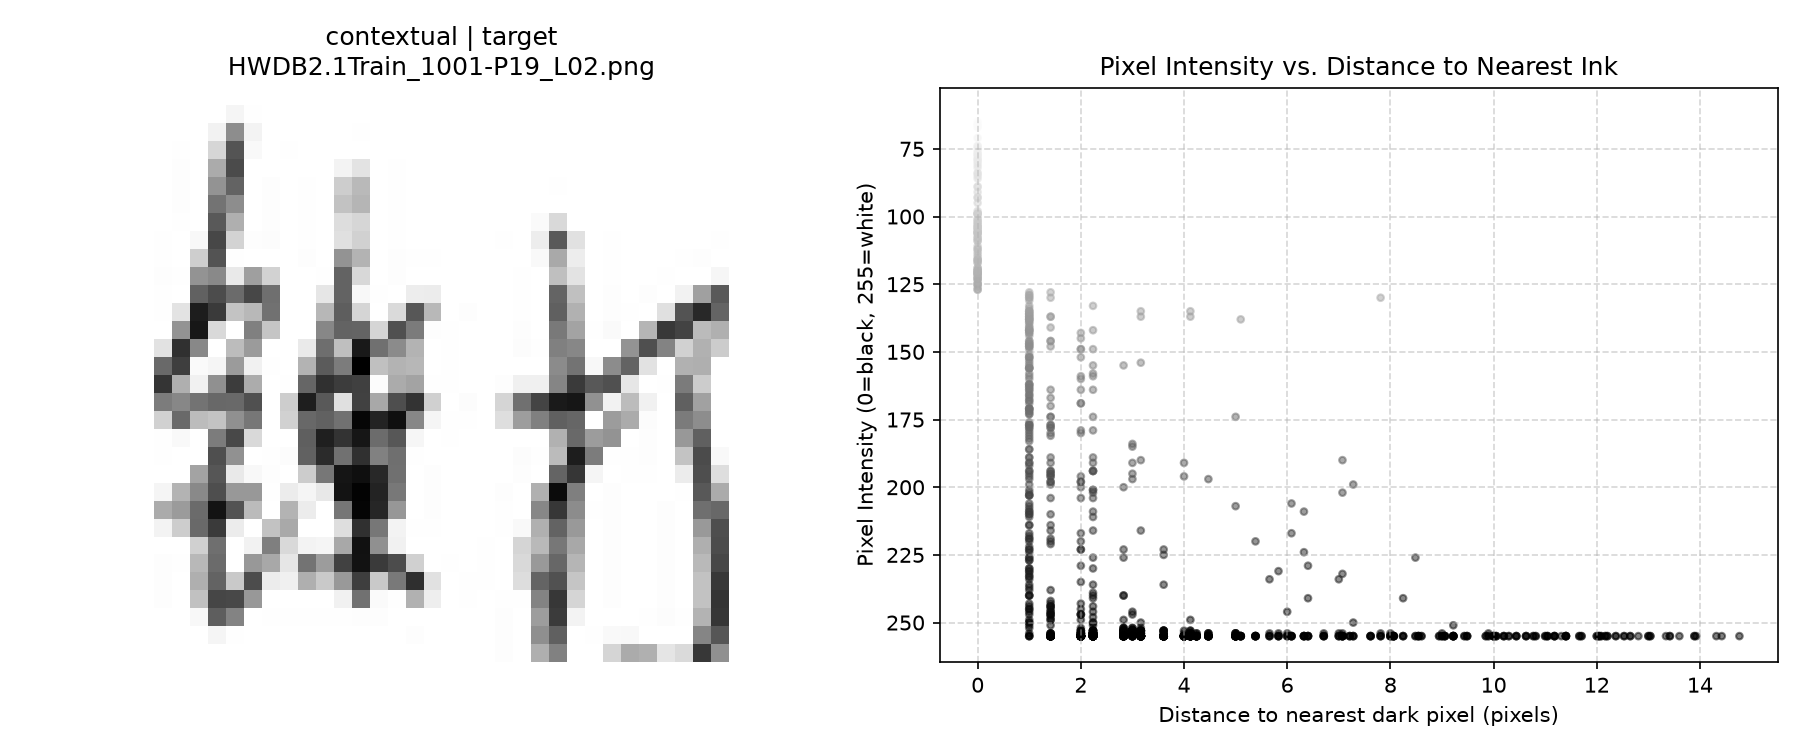 contextual | target
HWDB2.1Train_1001-P19_L02.png
Pixel Intensity vs. Distance to Nearest Ink
Pixel Intensity (0=black, 255=white)
75
100
125
150
175
200
225
250
0 2 4 6 8 10 12 14
Distance to nearest dark pixel (pixels)